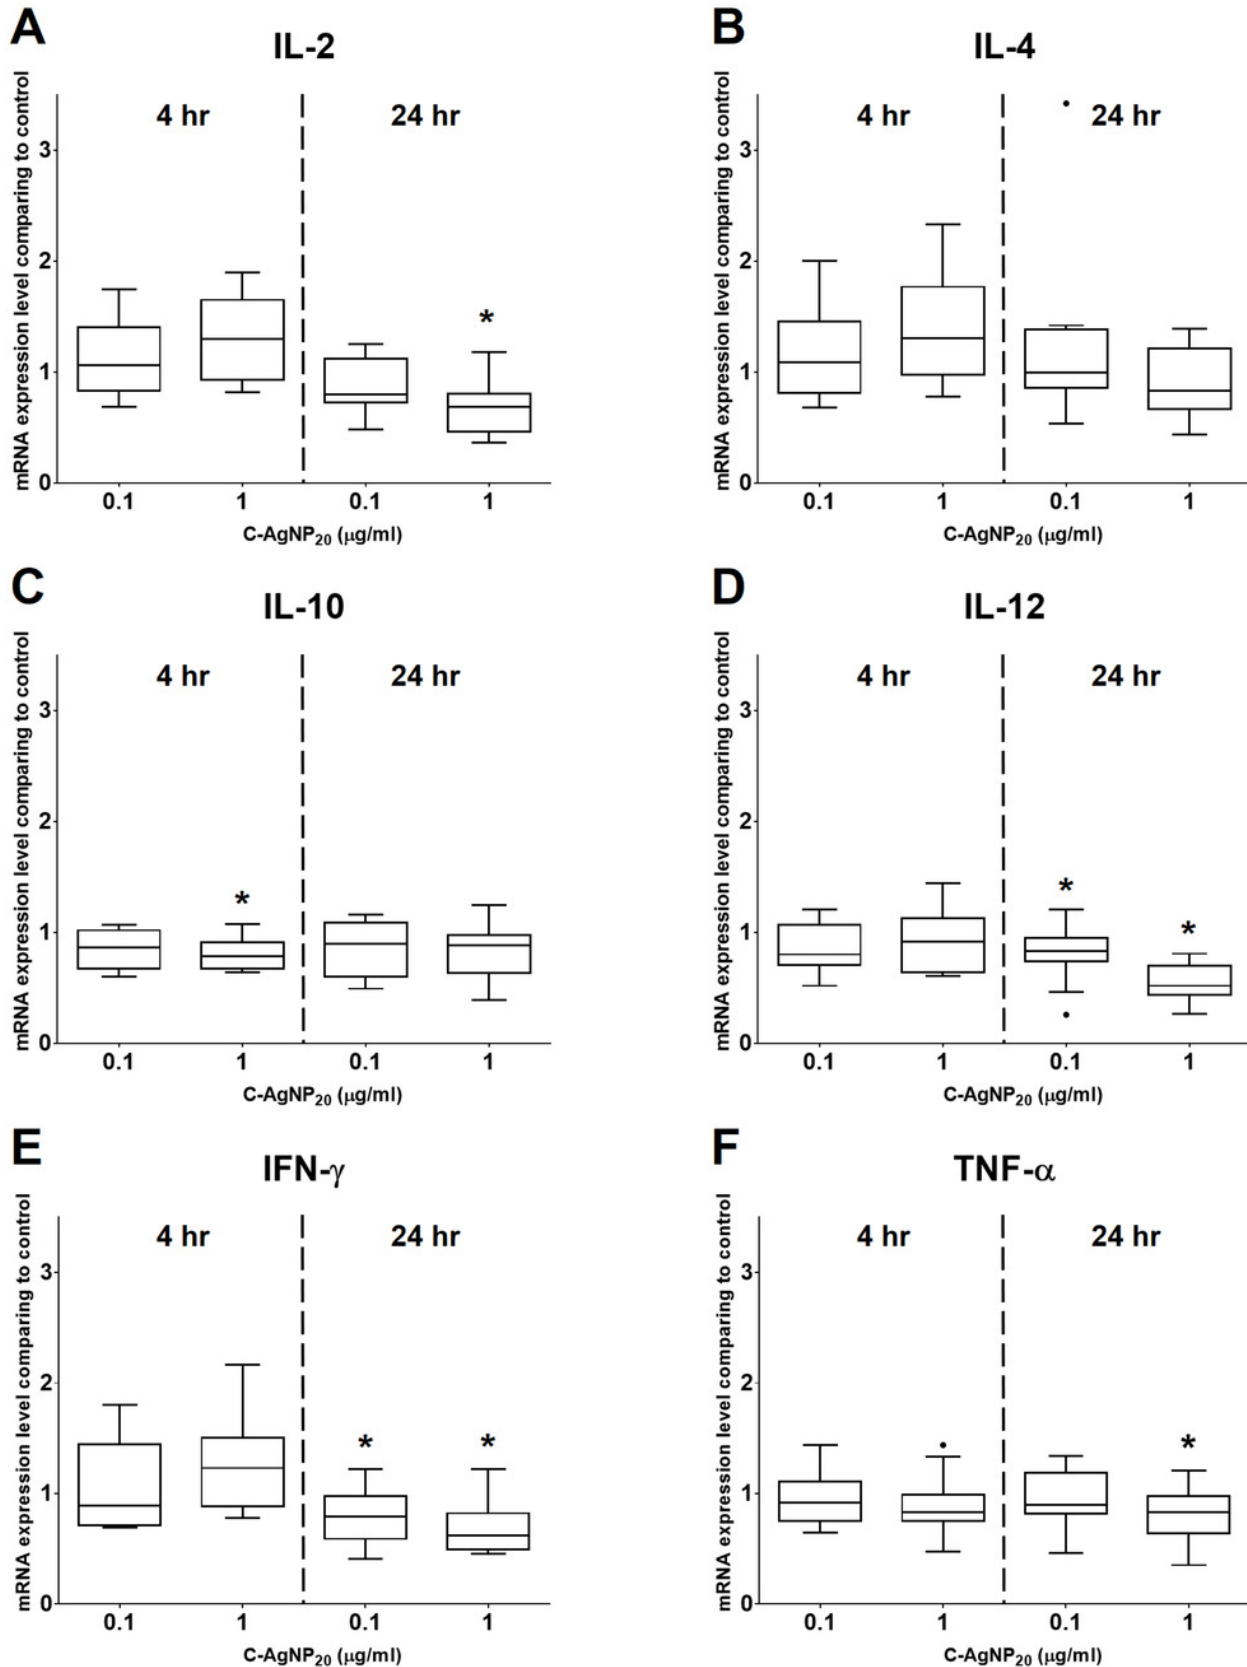 A
IL-2
mRNA expression level comparing to control
4 hr
24 hr
3
2
1
0
*
0.1
1
0.1
1
C-AgNP₂₀ (μg/ml)
B
IL-4
mRNA expression level comparing to control
4 hr
24 hr
3
2
1
0
0.1
1
0.1
1
C-AgNP₂₀ (μg/ml)
C
IL-10
mRNA expression level comparing to control
4 hr
24 hr
3
2
1
0
*
0.1
1
0.1
1
C-AgNP₂₀ (μg/ml)
D
IL-12
mRNA expression level comparing to control
4 hr
24 hr
3
2
1
0
*
*
0.1
1
0.1
1
C-AgNP₂₀ (μg/ml)
E
IFN-γ
mRNA expression level comparing to control
4 hr
24 hr
3
2
1
0
*
*
0.1
1
0.1
1
C-AgNP₂₀ (μg/ml)
F
TNF-α
mRNA expression level comparing to control
4 hr
24 hr
3
2
1
0
*
0.1
1
0.1
1
C-AgNP₂₀ (μg/ml)